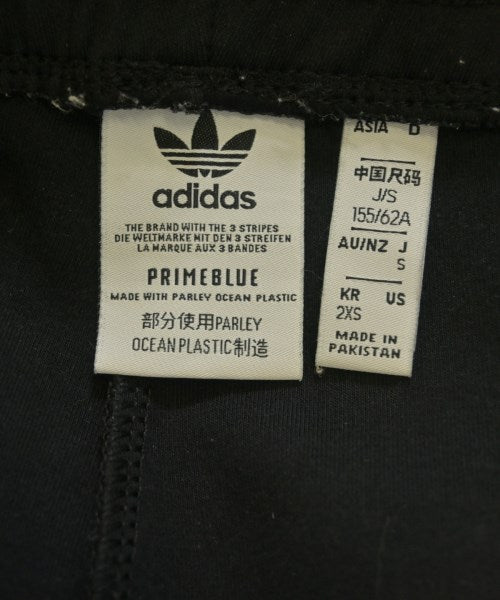 adidas
THE BRAND WITH THE 3 STRIPES
DIE WELTMARKE MIT DEN 3 STREIFEN
LA MARQUE AUX 3 BANDES
PRIMEBLUE
MADE WITH PARLEY OCEAN PLASTIC
部分使用PARLEY
OCEAN PLASTIC制造
ASIA D
中国尺码
J/S
155/62A
AU/NZ J
S
KR US
2XS
MADE IN
PAKISTAN